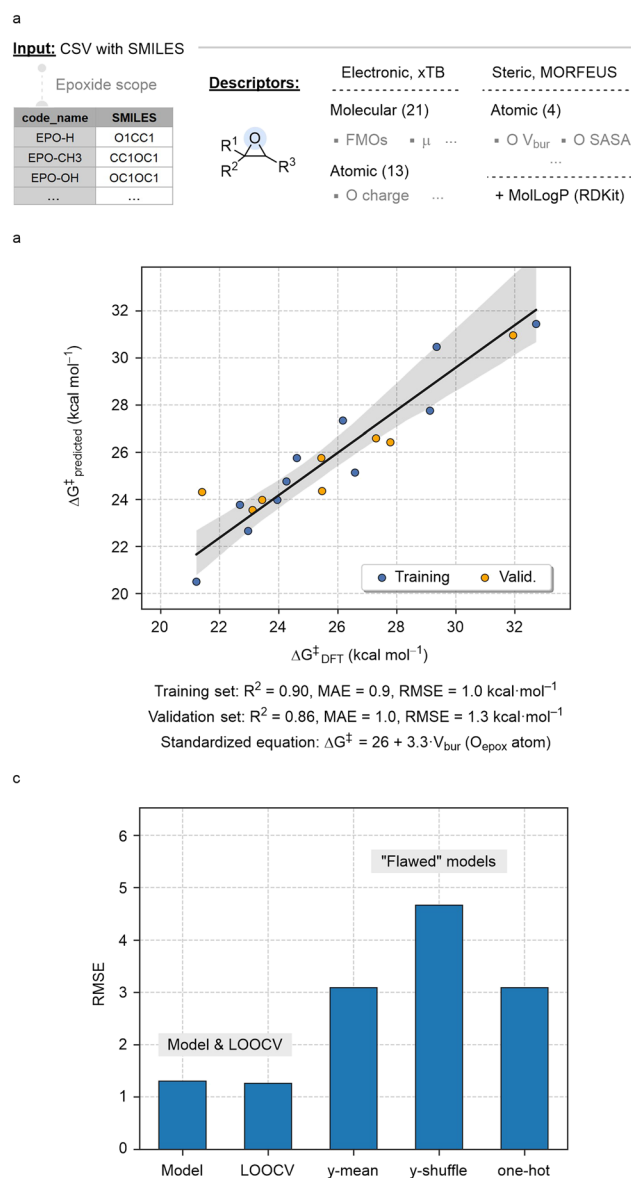 a
Input: CSV with SMILES
Epoxide scope
code_name SMILES
EPO-H O1CC1
EPO-CH3 CC1OC1
EPO-OH OC1OC1
... ...
Descriptors:
O
R1
R2
R3
Electronic, xTB
Molecular (21)
▪ FMOs ▪ μ ...
Atomic (13)
▪ O charge ...
Steric, MORFEUS
Atomic (4)
▪ O Vbur ▪ O SASA
...
+ MolLogP (RDKit)
a
ΔG‡predicted (kcal mol−1)
32
30
28
26
24
22
20
Training Valid.
20 22 24 26 28 30 32
ΔG‡DFT (kcal mol−1)
Training set: R2 = 0.90, MAE = 0.9, RMSE = 1.0 kcal·mol−1
Validation set: R2 = 0.86, MAE = 1.0, RMSE = 1.3 kcal·mol−1
Standardized equation: ΔG‡ = 26 + 3.3·Vbur (Oepox atom)
c
RMSE
6
5
4
3
2
1
0
"Flawed" models
Model & LOOCV
Model LOOCV y-mean y-shuffle one-hot